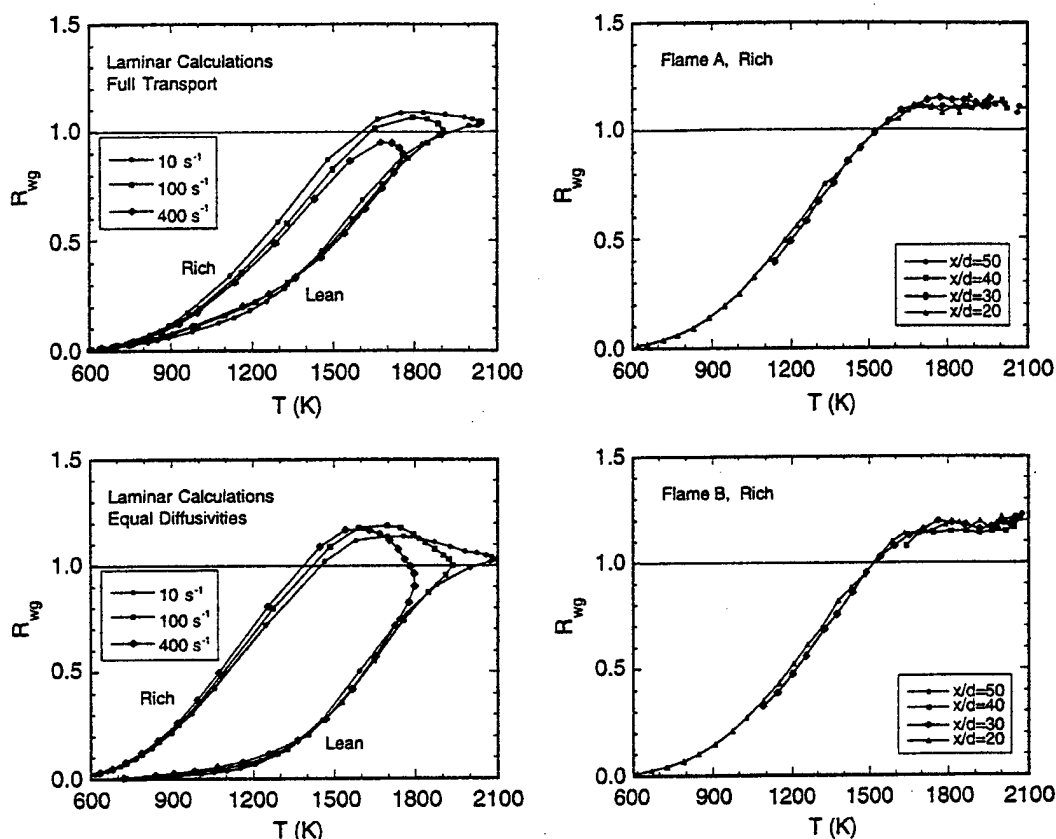 1.5
1.0
0.5
0.0
R_wg
Laminar Calculations
Full Transport
10 s⁻¹
100 s⁻¹
400 s⁻¹
Rich
Lean
600 900 1200 1500 1800 2100
T (K)
1.5
1.0
0.5
0.0
R_wg
Flame A, Rich
x/d=50
x/d=40
x/d=30
x/d=20
600 900 1200 1500 1800 2100
T (K)
1.5
1.0
0.5
0.0
R_wg
Laminar Calculations
Equal Diffusivities
10 s⁻¹
100 s⁻¹
400 s⁻¹
Rich
Lean
600 900 1200 1500 1800 2100
T (K)
1.5
1.0
0.5
0.0
R_wg
Flame B, Rich
x/d=50
x/d=40
x/d=30
x/d=20
600 900 1200 1500 1800 2100
T (K)